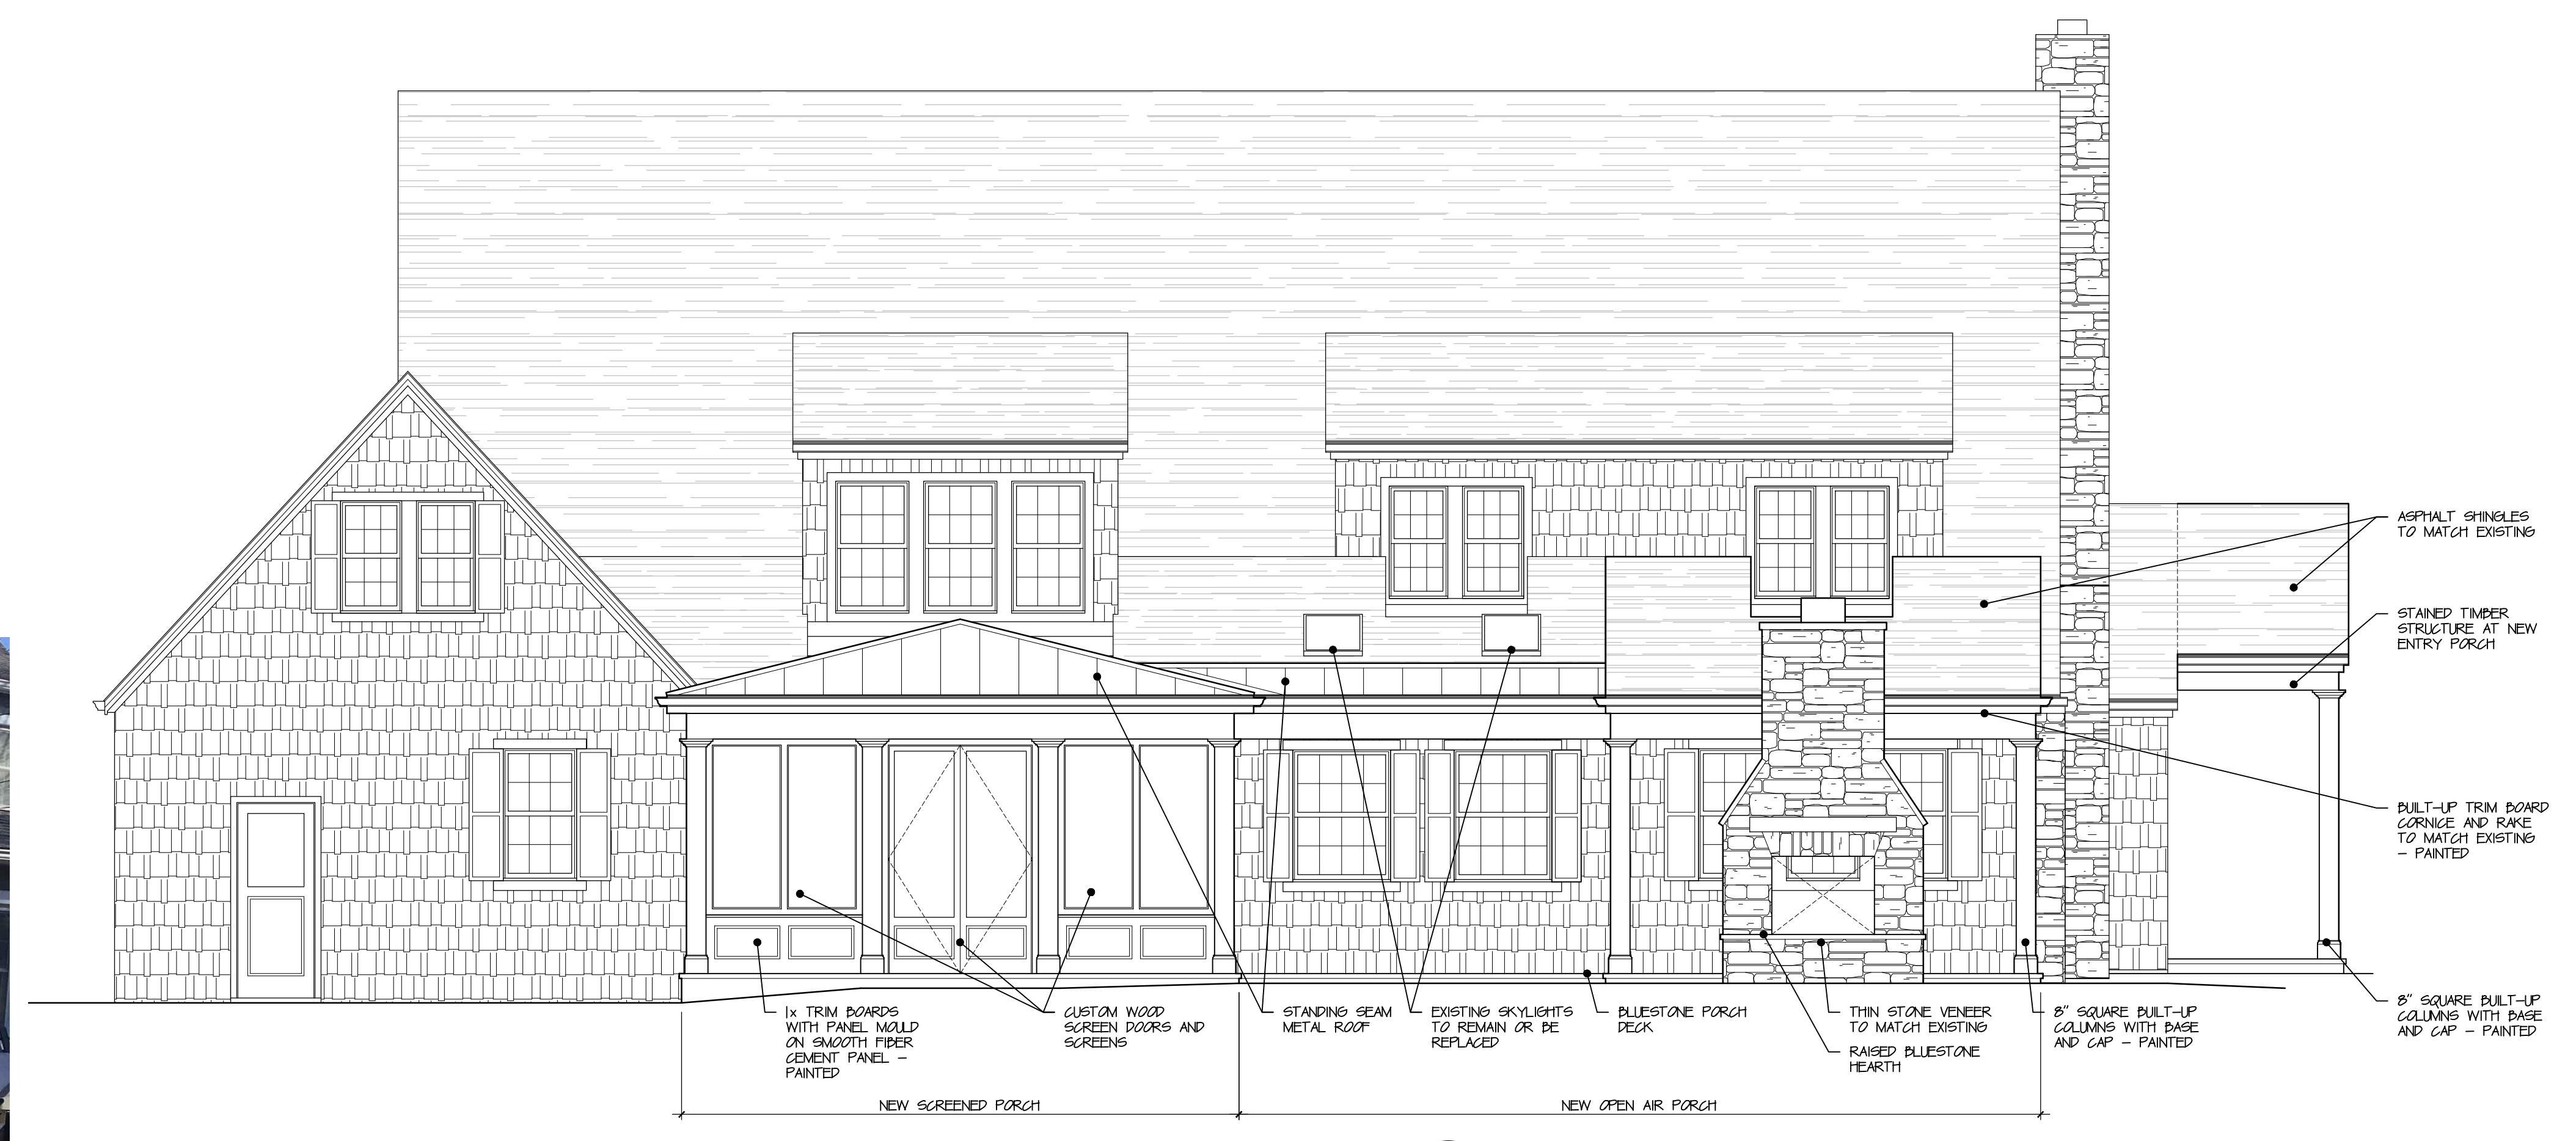 ASPHALT SHINGLES
TO MATCH EXISTING
STAINED TIMBER
STRUCTURE AT NEW
ENTRY PORCH
BUILT-UP TRIM BOARD
CORNICE AND RAKE
TO MATCH EXISTING
- PAINTED
8" SQUARE BUILT-UP
COLUMNS WITH BASE
AND CAP - PAINTED
1x TRIM BOARDS
WITH PANEL MOULD
ON SMOOTH FIBER
CEMENT PANEL -
PAINTED
CUSTOM WOOD
SCREEN DOORS AND
SCREENS
STANDING SEAM
METAL ROOF
EXISTING SKYLIGHTS
TO REMAIN OR BE
REPLACED
BLUESTONE PORCH
DECK
THIN STONE VENEER
TO MATCH EXISTING
RAISED BLUESTONE
HEARTH
8" SQUARE BUILT-UP
COLUMNS WITH BASE
AND CAP - PAINTED
NEW SCREENED PORCH
NEW OPEN AIR PORCH